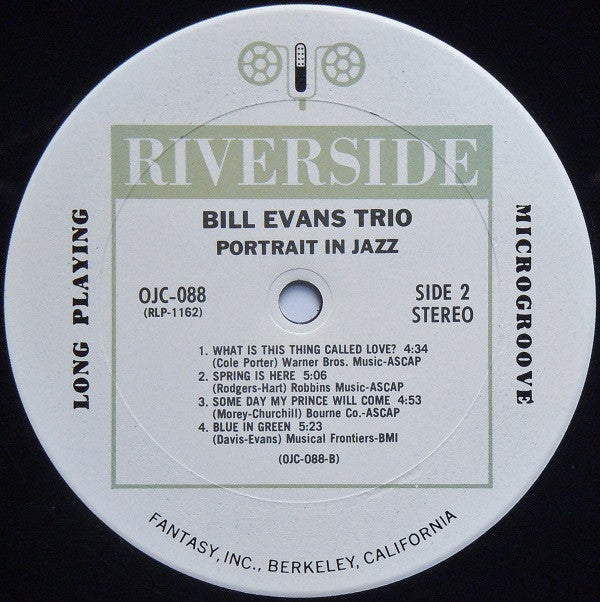 RIVERSIDE
BILL EVANS TRIO
PORTRAIT IN JAZZ
LONG PLAYING
MICROGROOVE
OJC-088
(RLP-1162)
SIDE 2
STEREO
1. WHAT IS THIS THING CALLED LOVE? 4:34
(Cole Porter) Warner Bros. Music-ASCAP
2. SPRING IS HERE 5:06
(Rodgers-Hart) Robbins Music-ASCAP
3. SOME DAY MY PRINCE WILL COME 4:53
(Morey-Churchill) Bourne Co.-ASCAP
4. BLUE IN GREEN 5:23
(Davis-Evans) Musical Frontiers-BMI
(OJC-088-B)
FANTASY, INC., BERKELEY, CALIFORNIA